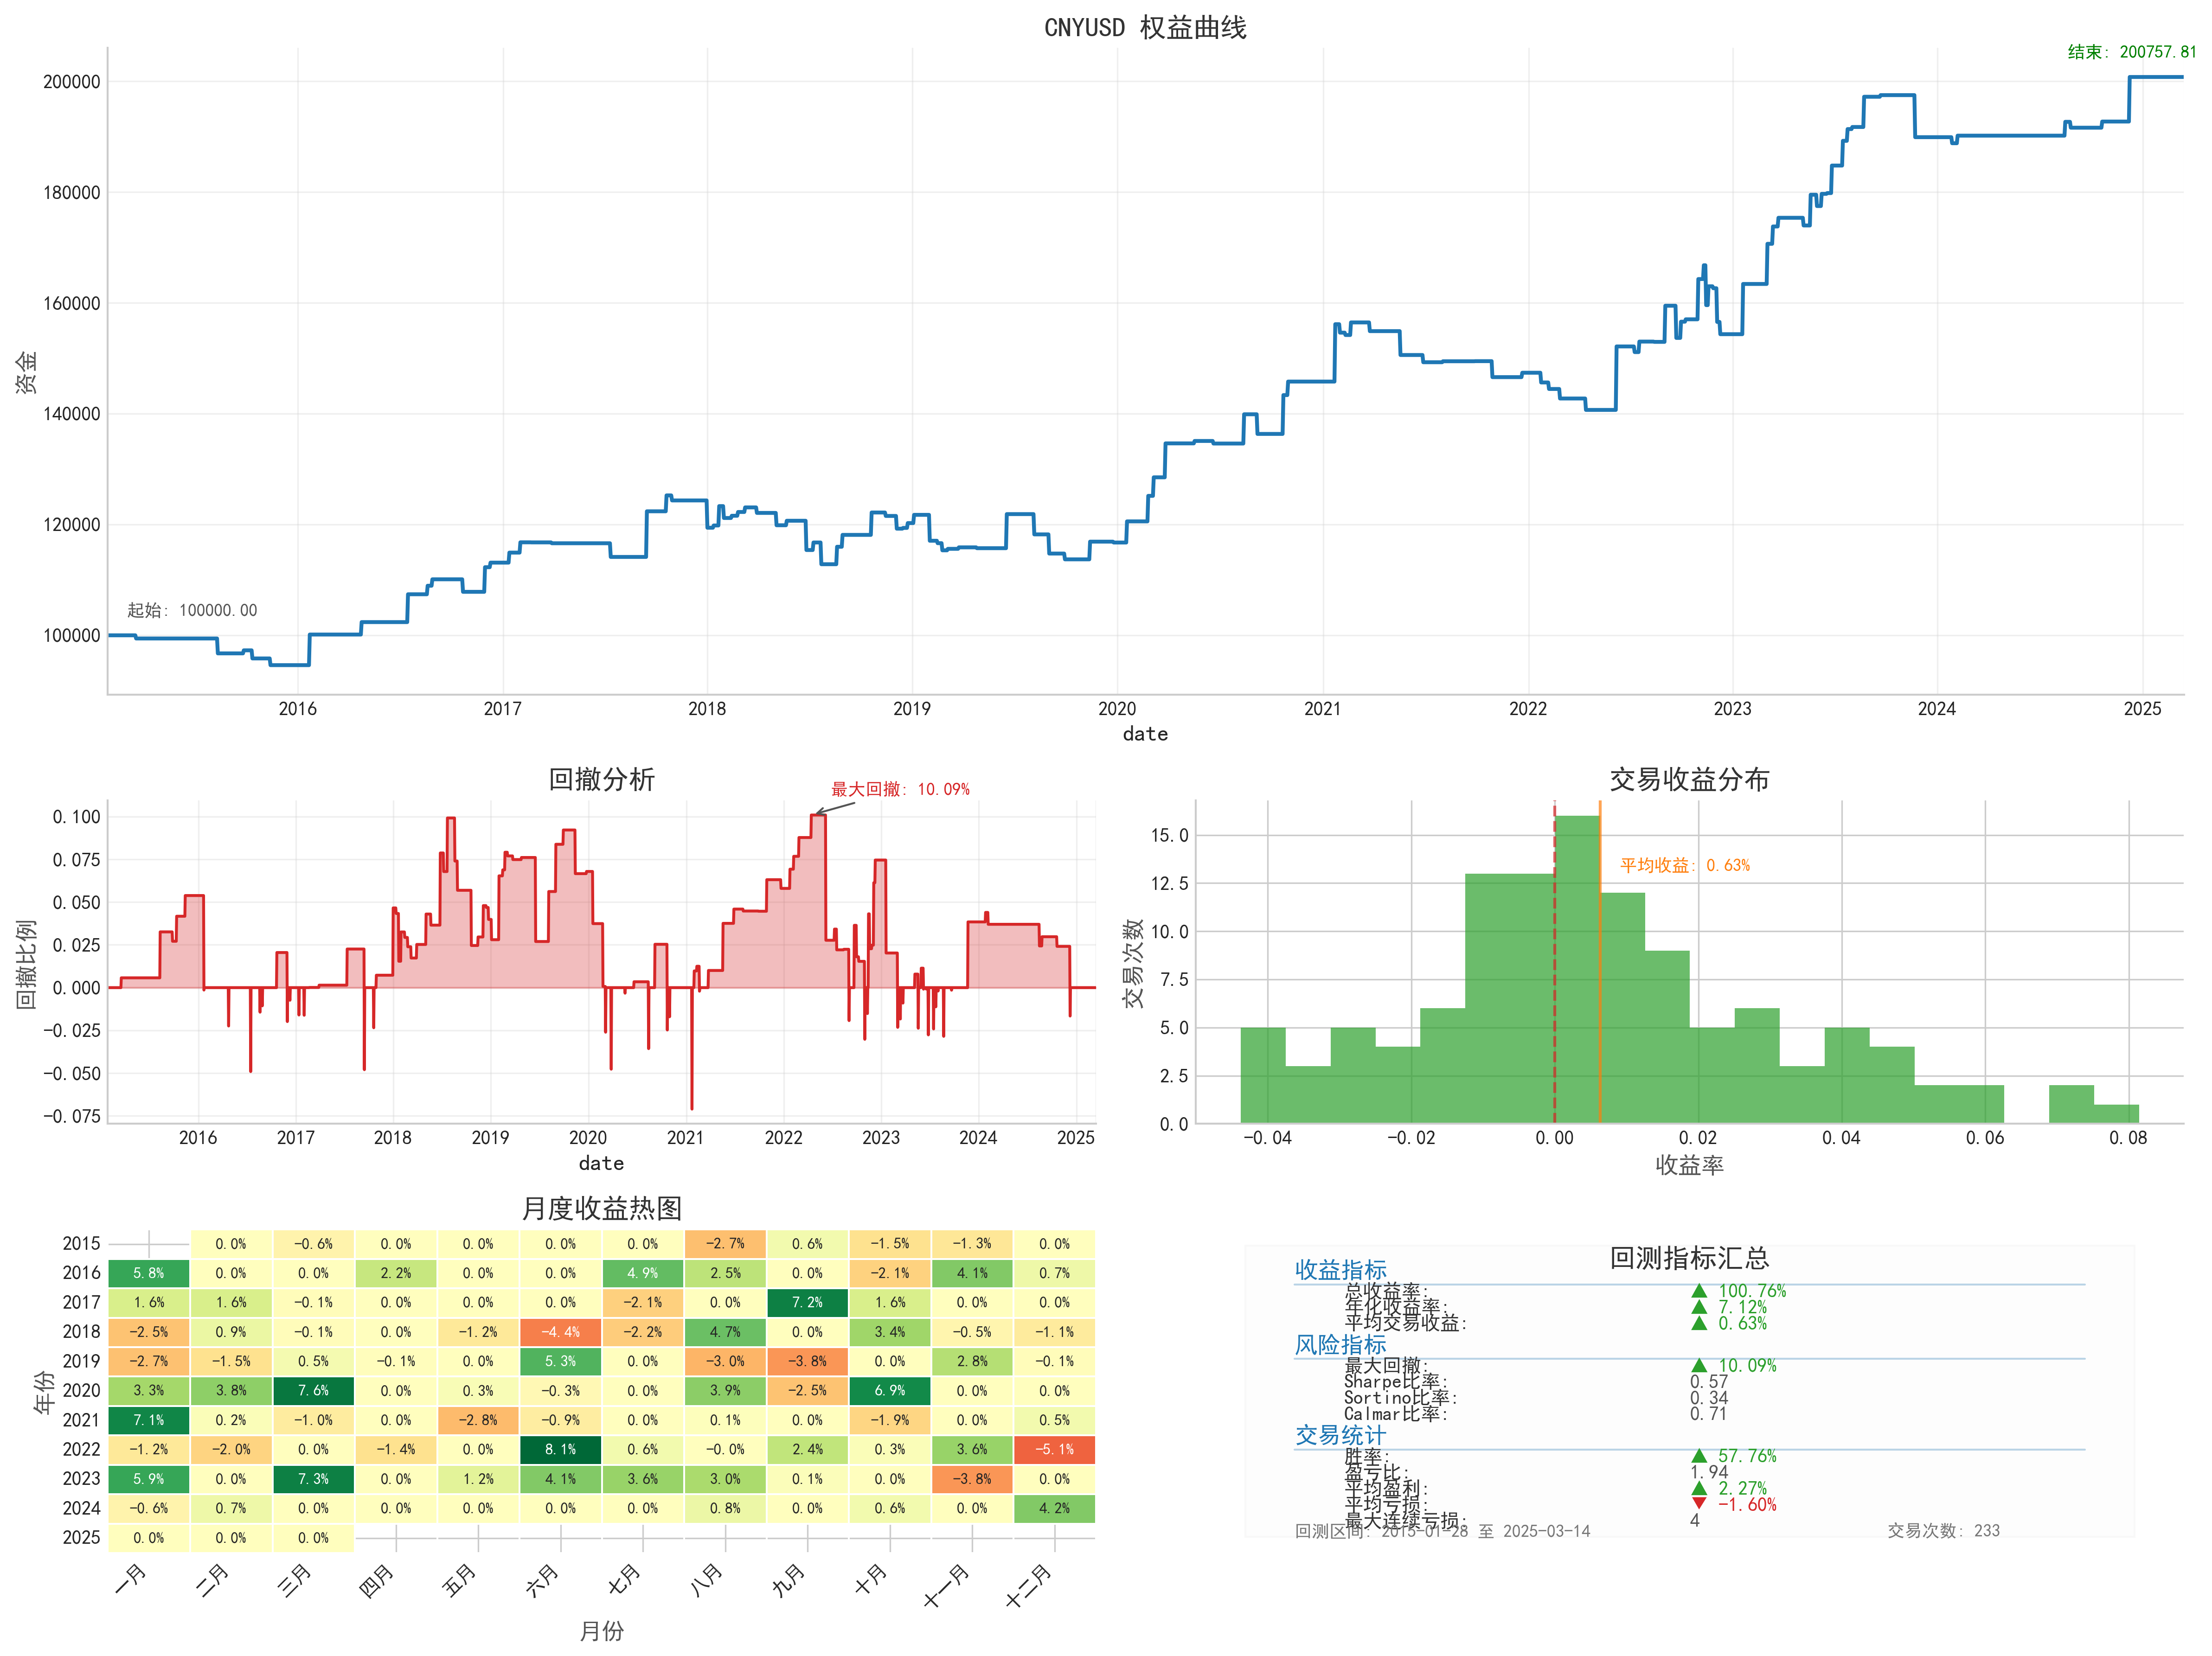 CNYUSD 权益曲线
结束: 200757.81
200000
180000
160000
140000
120000
100000
资金
起始: 100000.00
2016 2017 2018 2019 2020 2021 2022 2023 2024 2025
date
回撤分析
最大回撤: 10.09%
0.100
0.075
0.050
0.025
0.000
−0.025
−0.050
−0.075
回撤比例
2016 2017 2018 2019 2020 2021 2022 2023 2024 2025
date
交易收益分布
平均收益: 0.63%
15.0
12.5
10.0
7.5
5.0
2.5
0.0
交易次数
−0.04 −0.02 0.00 0.02 0.04 0.06 0.08
收益率
月度收益热图
年份
2015 0.0% −0.6% 0.0% 0.0% 0.0% 0.0% −2.7% 0.6% −1.5% −1.3% 0.0%
2016 5.8% 0.0% 0.0% 2.2% 0.0% 0.0% 4.9% 2.5% 0.0% −2.1% 4.1% 0.7%
2017 1.6% 1.6% −0.1% 0.0% 0.0% 0.0% −2.1% 0.0% 7.2% 1.6% 0.0% 0.0%
2018 −2.5% 0.9% −0.1% 0.0% −1.2% −4.4% −2.2% 4.7% 0.0% 3.4% −0.5% −1.1%
2019 −2.7% −1.5% 0.5% −0.1% 0.0% 5.3% 0.0% −3.0% −3.8% 0.0% 2.8% −0.1%
2020 3.3% 3.8% 7.6% 0.0% 0.3% −0.3% 0.0% 3.9% −2.5% 6.9% 0.0% 0.0%
2021 7.1% 0.2% −1.0% 0.0% −2.8% −0.9% 0.0% 0.1% 0.0% −1.9% 0.0% 0.5%
2022 −1.2% −2.0% 0.0% −1.4% 0.0% 8.1% 0.6% −0.0% 2.4% 0.3% 3.6% −5.1%
2023 5.9% 0.0% 7.3% 0.0% 1.2% 4.1% 3.6% 3.0% 0.1% 0.0% −3.8% 0.0%
2024 −0.6% 0.7% 0.0% 0.0% 0.0% 0.0% 0.0% 0.8% 0.0% 0.6% 0.0% 4.2%
2025 0.0% 0.0% 0.0%
一月 二月 三月 四月 五月 六月 七月 八月 九月 十月 十一月 十二月
月份
回测指标汇总
收益指标
总收益率: ▲ 100.76%
年化收益率: ▲ 7.12%
平均交易收益: ▲ 0.63%
风险指标
最大回撤: ▲ 10.09%
Sharpe比率: 0.57
Sortino比率: 0.34
Calmar比率: 0.71
交易统计
胜率: ▲ 57.76%
盈亏比: 1.94
平均盈利: ▲ 2.27%
平均亏损: ▼ −1.60%
最大连续亏损: 4
回测区间: 2015-01-28 至 2025-03-14 交易次数: 233